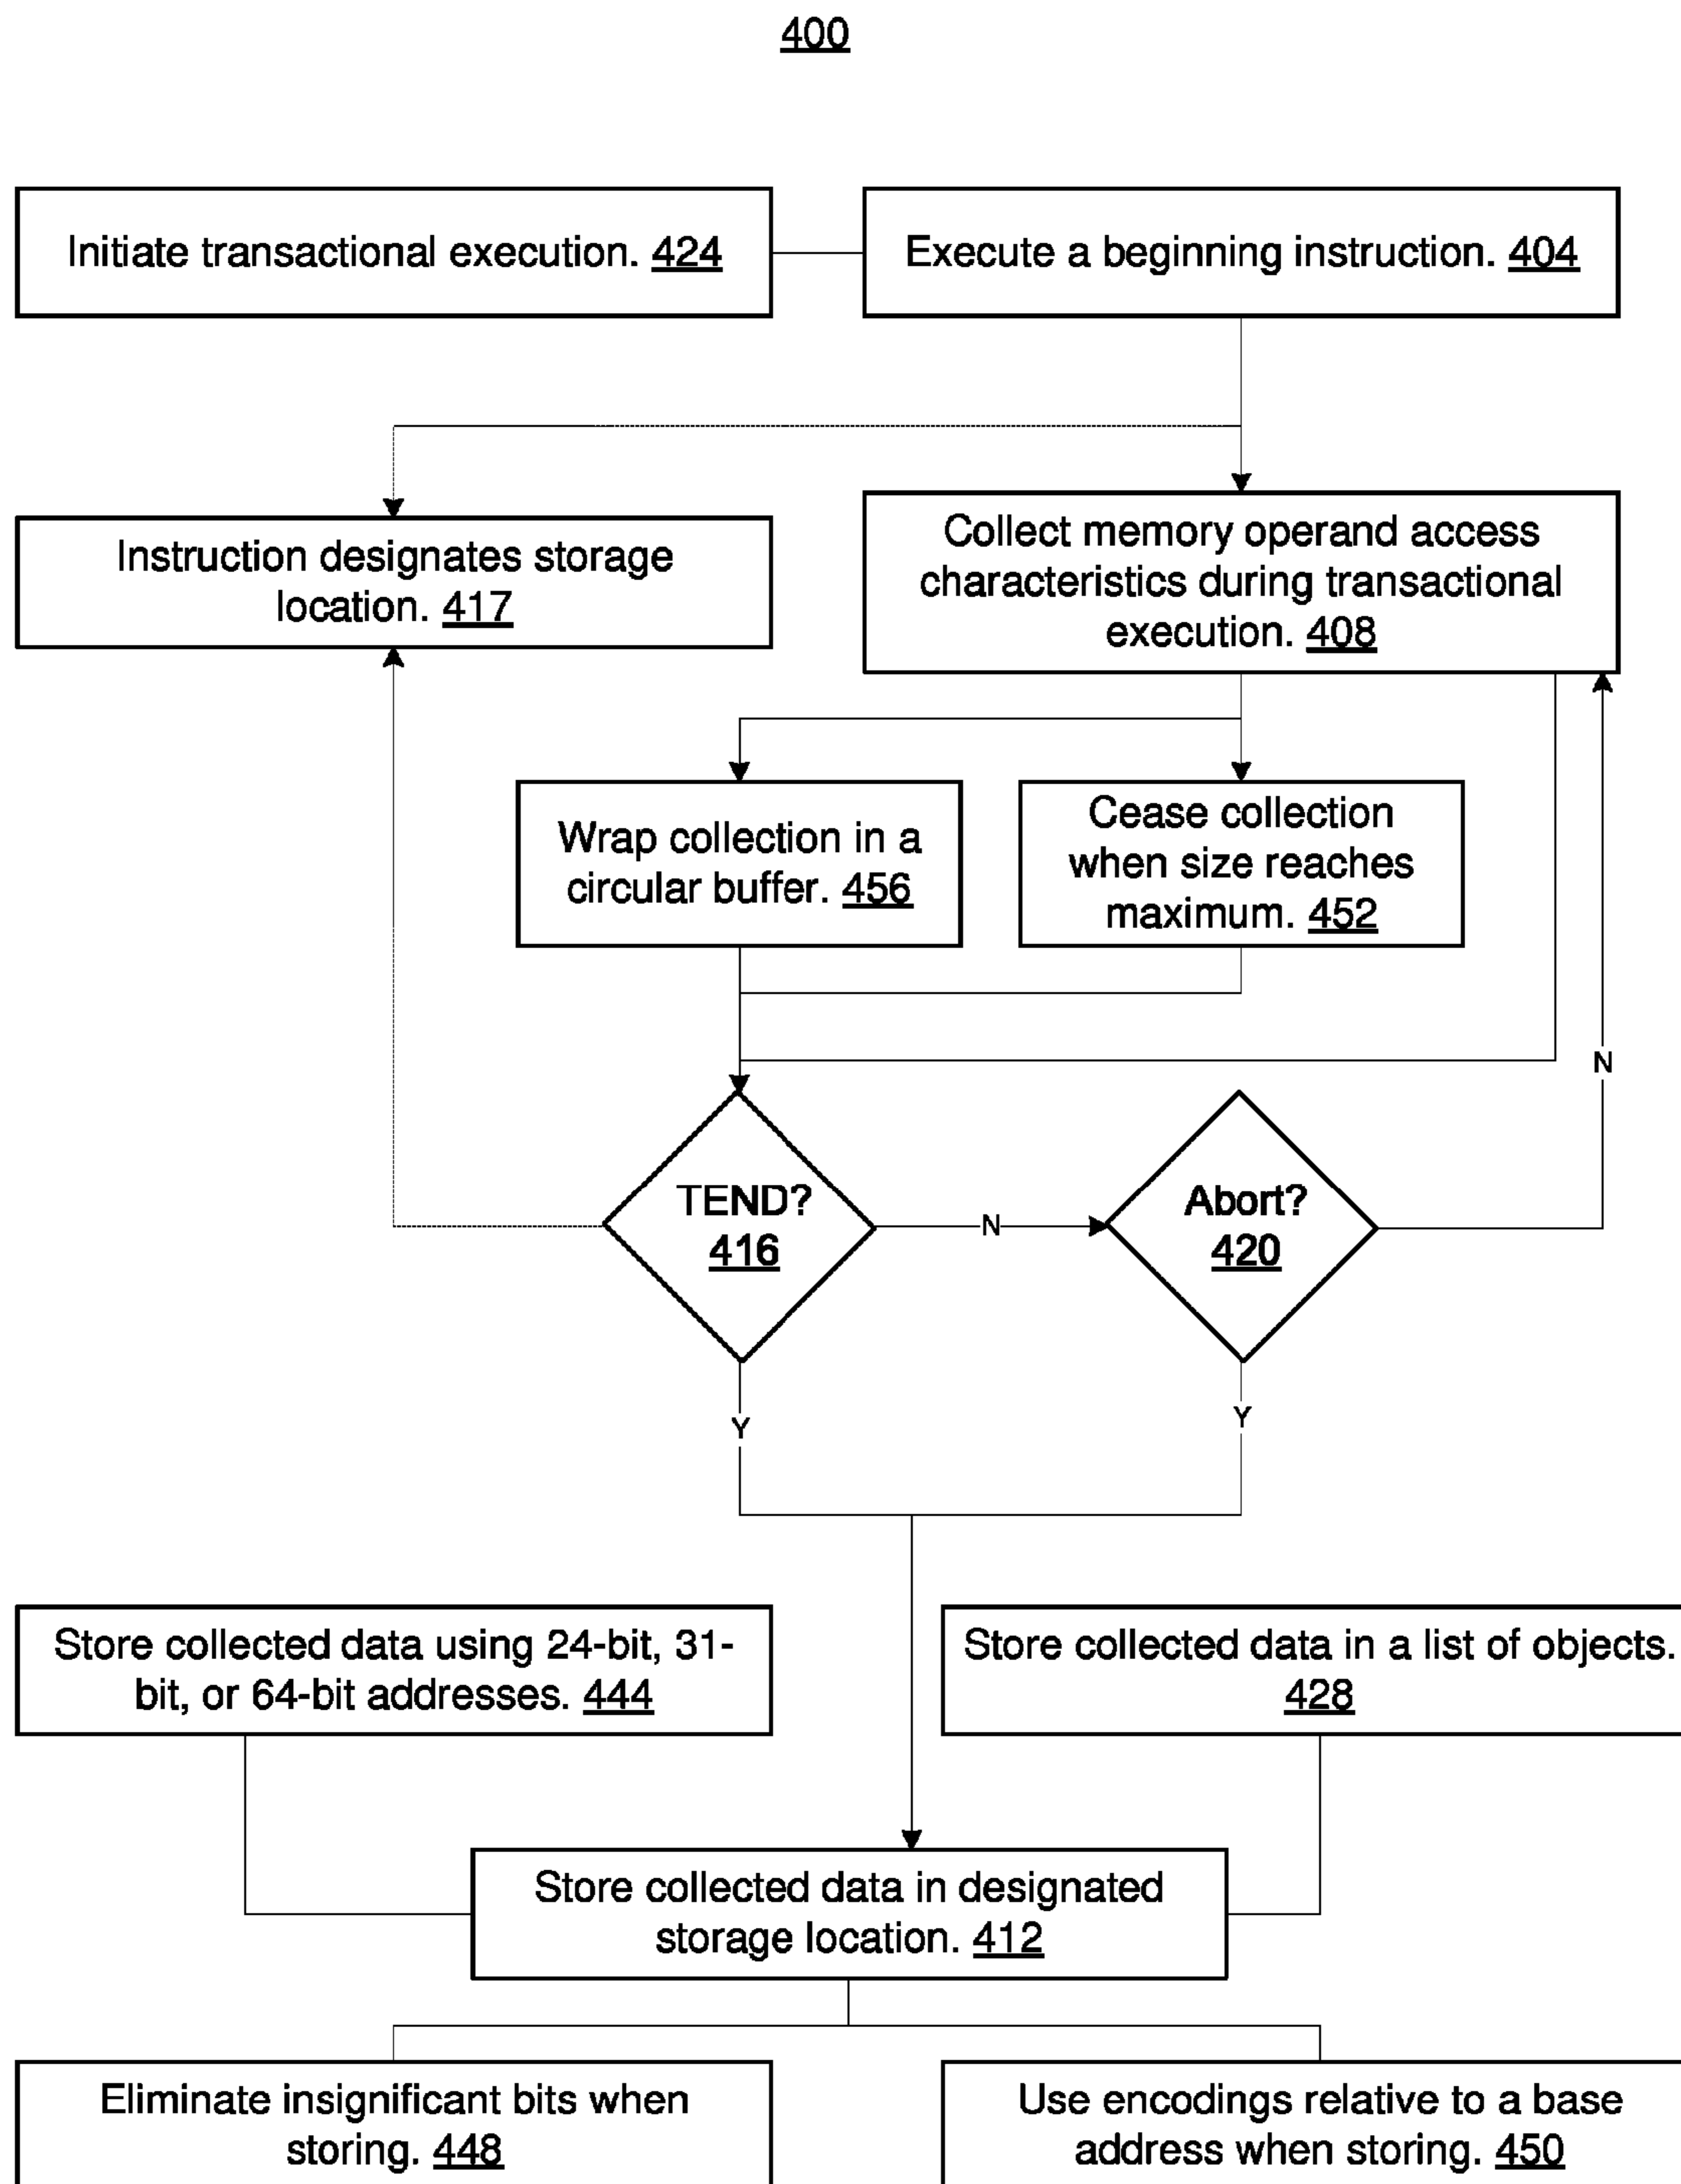 400
Initiate transactional execution. 424
Execute a beginning instruction. 404
Instruction designates storage
location. 417
Collect memory operand access
characteristics during transactional
execution. 408
Wrap collection in a
circular buffer. 456
Cease collection
when size reaches
maximum. 452
N
TEND?
416
N
Abort?
420
Y
Y
Store collected data using 24-bit, 31-
bit, or 64-bit addresses. 444
Store collected data in a list of objects.
428
Store collected data in designated
storage location. 412
Eliminate insignificant bits when
storing. 448
Use encodings relative to a base
address when storing. 450